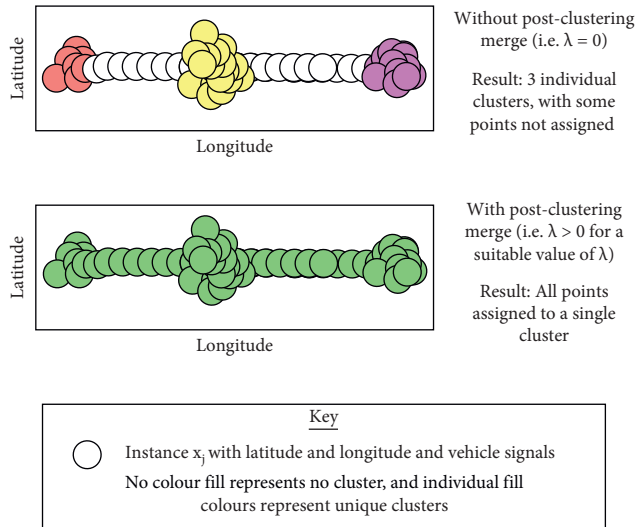 Latitude
Longitude
Without post-clustering
merge (i.e. λ = 0)
Result: 3 individual
clusters, with some
points not assigned
Latitude
Longitude
With post-clustering
merge (i.e. λ > 0 for a
suitable value of λ)
Result: All points
assigned to a single
cluster
Key
Instance xj with latitude and longitude and vehicle signals
No colour fill represents no cluster, and individual fill
colours represent unique clusters